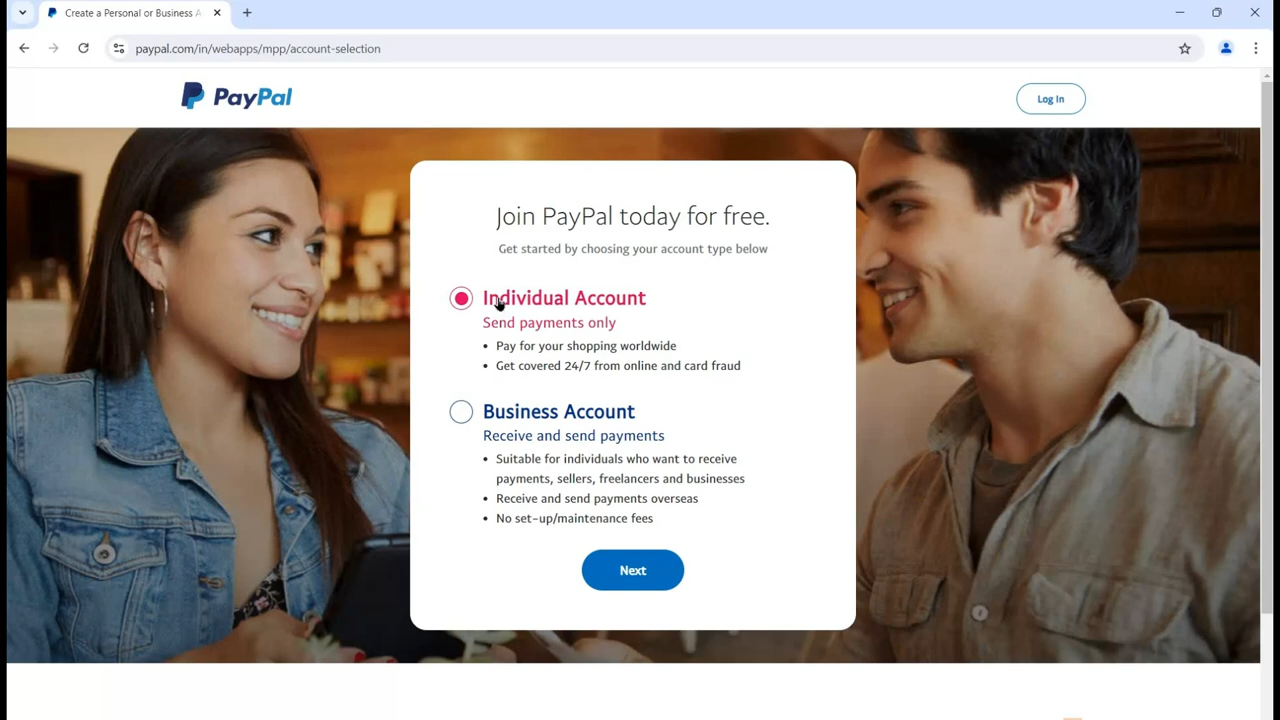 Create a Personal or Business A
paypal.com/in/webapps/mpp/account-selection
PayPal
Log In
Join PayPal today for free.
Get started by choosing your account type below
Individual Account
Send payments only
• Pay for your shopping worldwide
• Get covered 24/7 from online and card fraud
Business Account
Receive and send payments
• Suitable for individuals who want to receive
payments, sellers, freelancers and businesses
• Receive and send payments overseas
• No set-up/maintenance fees
Next